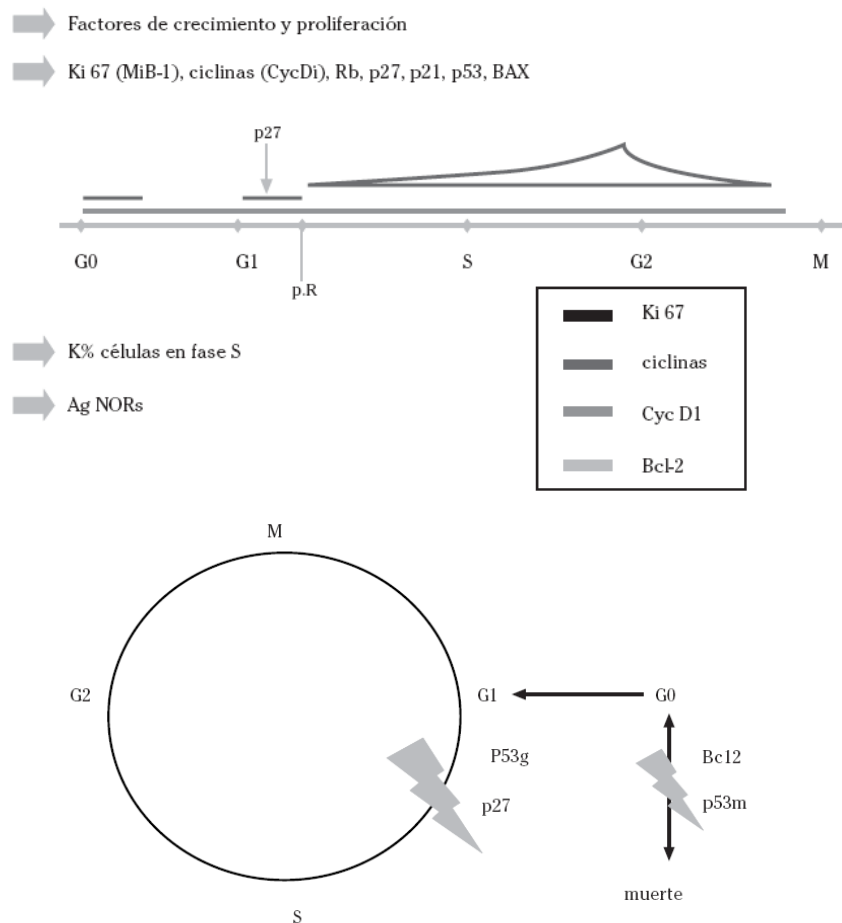 Factores de crecimiento y proliferación
Ki 67 (MiB-1), ciclinas (CycDi), Rb, p27, p21, p53, BAX
p27
G0 G1 S G2 M
p.R
Ki 67
K% células en fase S
ciclinas
Ag NORs
Cyc D1
Bcl-2
M
G2 G1 G0
P53g Bc12
p27 p53m
muerte
S